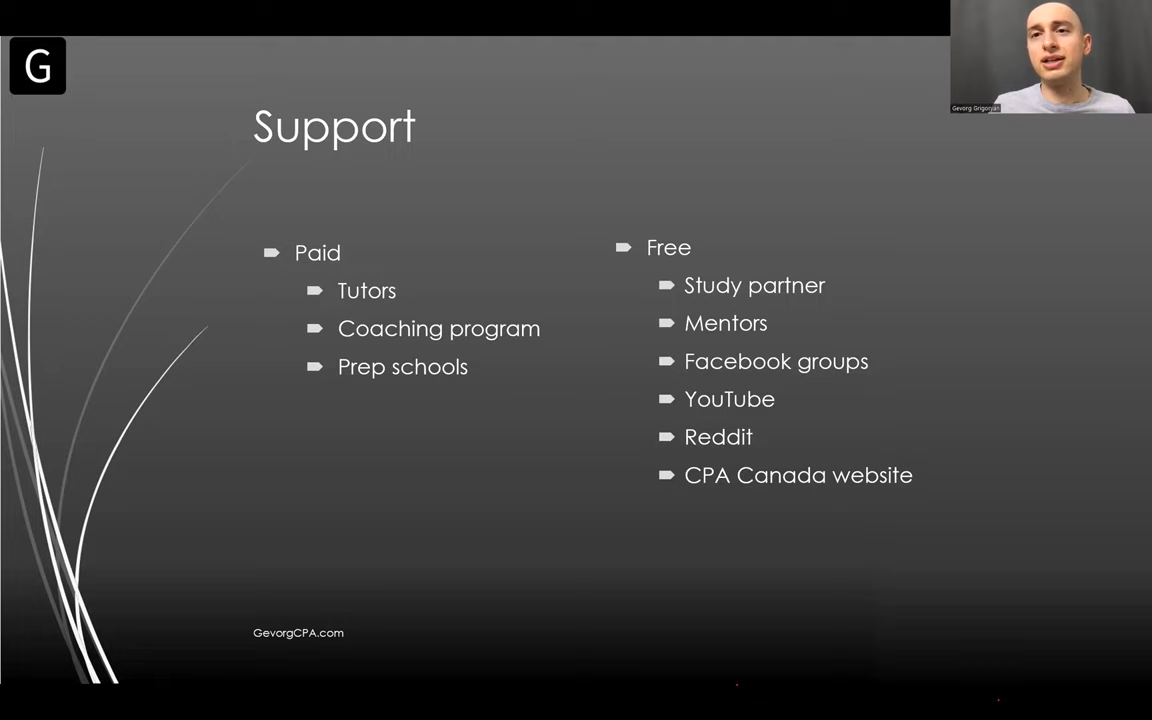 G
Gevorg Grigoryan
Support
Paid
Tutors
Coaching program
Prep schools
Free
Study partner
Mentors
Facebook groups
YouTube
Reddit
CPA Canada website
GevorgCPA.com